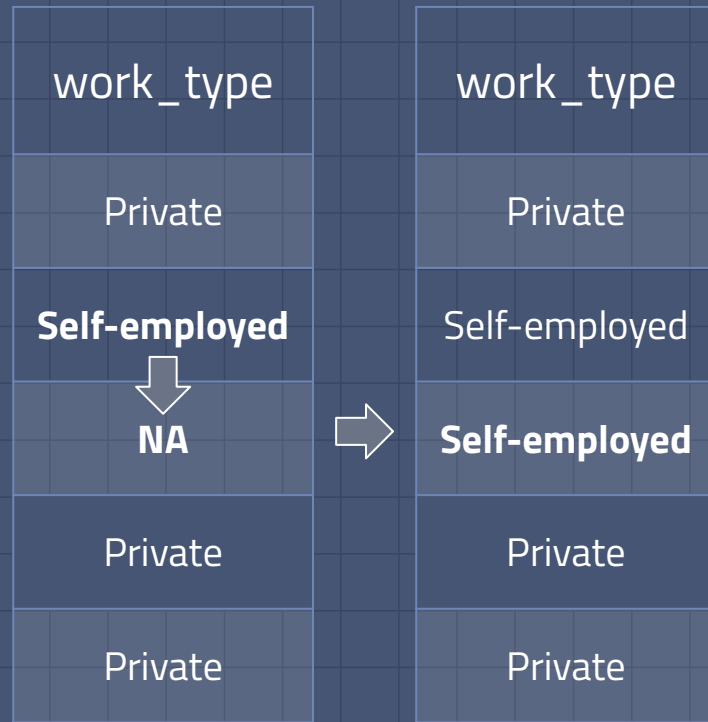 work_type
Private
Self-employed
NA
Private
Private
work_type
Private
Self-employed
Self-employed
Private
Private